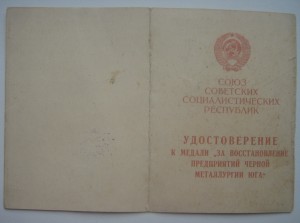 СОЮЗ
СОВЕТСКИХ
СОЦИАЛИСТИЧЕСКИХ
РЕСПУБЛИК
УДОСТОВЕРЕНИЕ
К МЕДАЛИ „ЗА ВОССТАНОВЛЕНИЕ
ПРЕДПРИЯТИЙ ЧЕРНОЙ
МЕТАЛЛУРГИИ ЮГА“